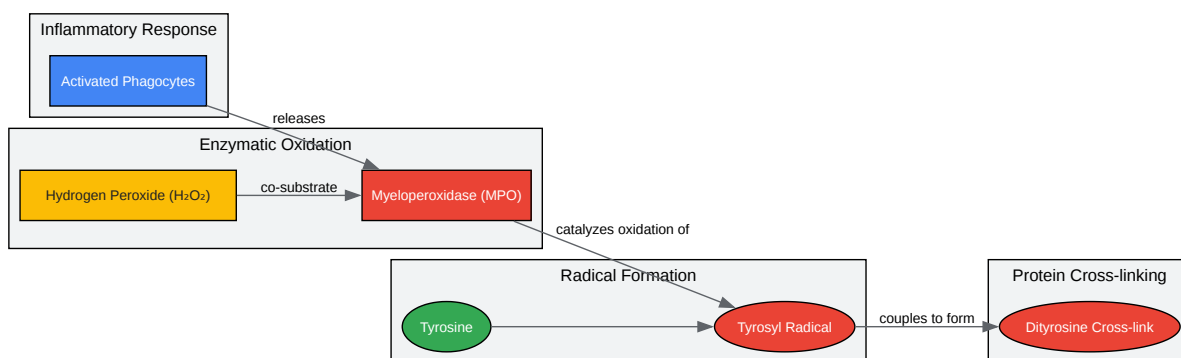 Inflammatory Response
Activated Phagocytes
releases
Enzymatic Oxidation
Hydrogen Peroxide (H₂O₂)
co-substrate
Myeloperoxidase (MPO)
catalyzes oxidation of
Radical Formation
Protein Cross-linking
Tyrosine
Tyrosyl Radical
couples to form
Dityrosine Cross-link